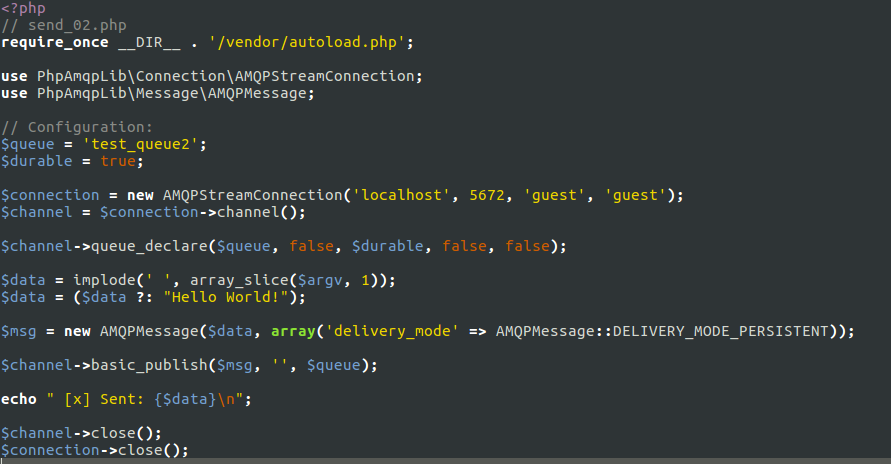 <?php
// send_02.php
require_once __DIR__ . '/vendor/autoload.php';
use PhpAmqpLib\Connection\AMQPStreamConnection;
use PhpAmqpLib\Message\AMQPMessage;
// Configuration:
$queue = 'test_queue2';
$durable = true;
$connection = new AMQPStreamConnection('localhost', 5672, 'guest', 'guest');
$channel = $connection->channel();
$channel->queue_declare($queue, false, $durable, false, false);
$data = implode(' ', array_slice($argv, 1));
$data = ($data ?: "Hello World!");
$msg = new AMQPMessage($data, array('delivery_mode' => AMQPMessage::DELIVERY_MODE_PERSISTENT));
$channel->basic_publish($msg, '', $queue);
echo " [x] Sent: {$data}\n";
$channel->close();
$connection->close();